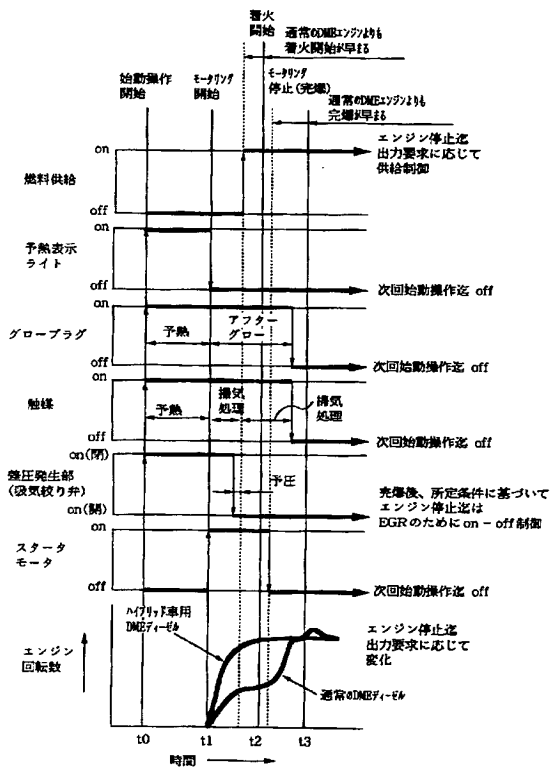 着火
開始
通常のDMEエンジンよりも
着火開始が早まる
始動操作
開始
モータリング
開始
モータリング
停止(完爆)
通常のDMEエンジンよりも
完爆が早まる
on
燃料供給
off
エンジン停止迄
出力要求に応じて
供給制御
on
予熱表示
ライト
off
次回始動操作迄 off
on
グロープラグ
予熱
アフター
グロー
off
次回始動操作迄 off
on
触媒
予熱
掃気
処理
排気
処理
off
次回始動操作迄 off
on(閉)
差圧発生部
(吸気絞り弁)
予圧
on(開)
完爆後、所定条件に基づいて
エンジン停止迄は
EGRのためにon-off制御
on
スタータ
モータ
off
次回始動操作迄 off
エンジン
回転数
ハイブリッド車用
DMEディーゼル
エンジン停止迄
出力要求に応じて
変化
通常のDMEディーゼル
t0
t1
t2
t3
時間